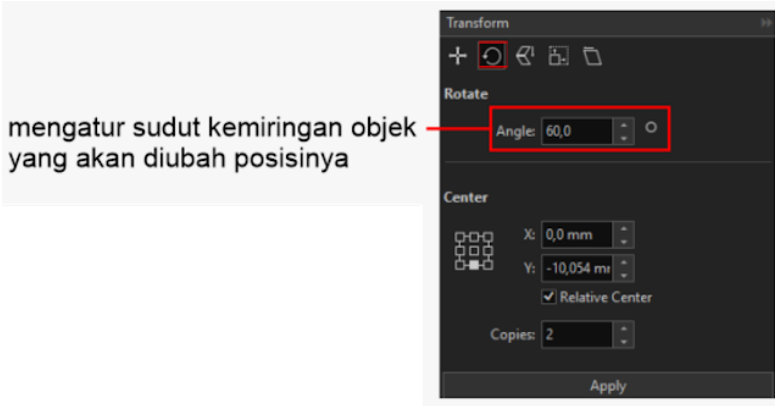 Transform
Rotate
mengatur sudut kemiringan objek
yang akan diubah posisinya
Angle: 60,0
Center
X: 0,0 mm
Y: -10,054 mr
Relative Center
Copies: 2
Apply